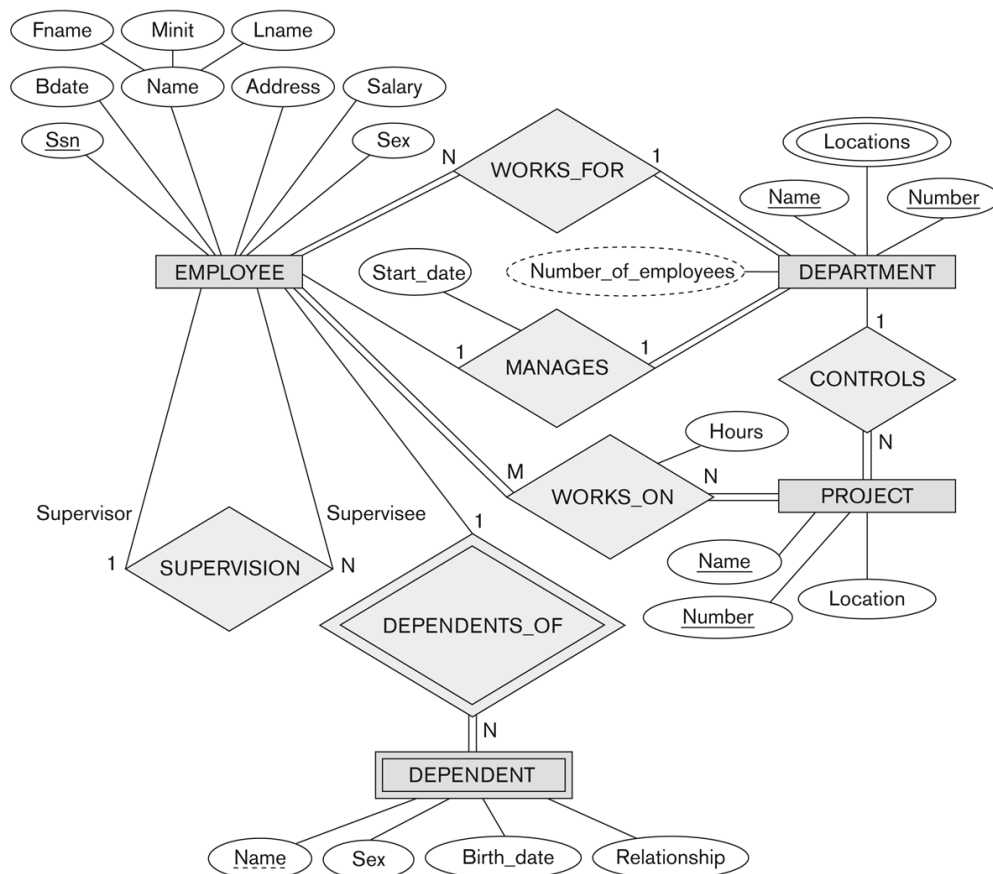 Fname
Minit
Lname
Bdate
Name
Address
Salary
Ssn
Sex
N
WORKS_FOR
1
Locations
Name
Number
EMPLOYEE
Start_date
Number_of_employees
DEPARTMENT
1
MANAGES
1
1
CONTROLS
Hours
N
M
WORKS_ON
N
PROJECT
Supervisor
Supervisee
1
1
SUPERVISION
N
Name
Number
Location
DEPENDENTS_OF
N
DEPENDENT
Name
Sex
Birth_date
Relationship